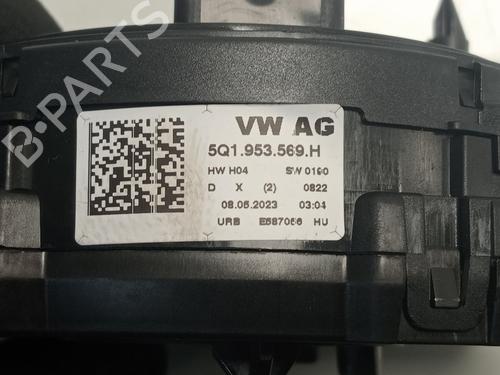 VW AG
5Q1.953.569.H
HW H04 SW 0190
D X (2) 0822
08.05.2023 03:04
URB E587056 HU
B-PARTS